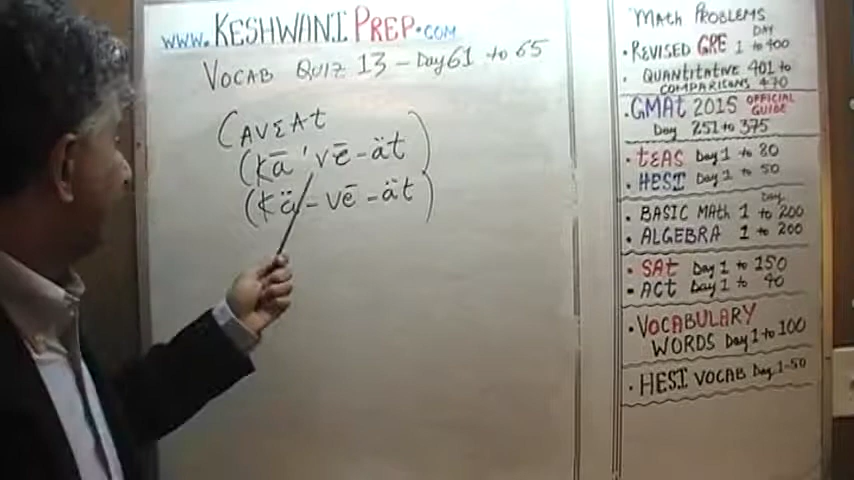 www.KESHWANIPREP.COM
VOCAB QUIZ 13 - Day 61 to 65
CAVEAt
(kā 'vē-ät)
(kä-vē-ät)
MatH PRoBLEMS
• REVISED GRE DAY 1 to 400
• QUANtitAtivE 401 to
COMPARISONS 470
• GMAt 2015 OFFICIAL GUIDE
Day 251 to 375
• tEAS Day 1 to 80
• HESI Day 1 to 50
Day
• BASIC MAtH 1 to 200
• ALGEBRA 1 to 200
• SAt Day 1 to 150
• ACt Day 1 to 40
• VOCABULARY
WORDS Day 1 to 100
• HESI VOCAB Day 1-50